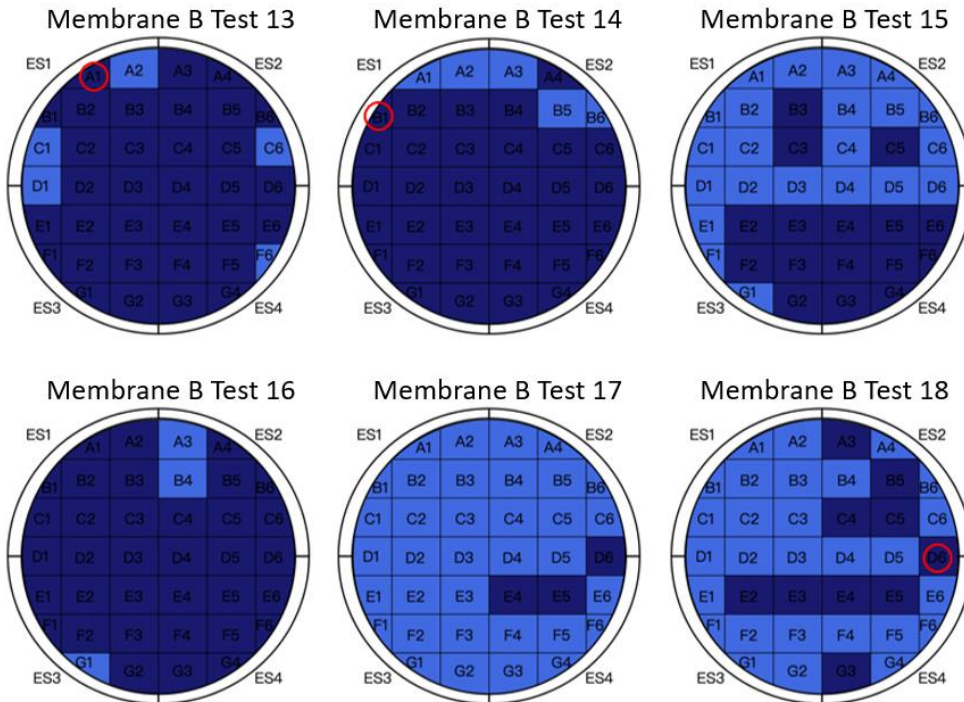 Membrane B Test 13
Membrane B Test 14
Membrane B Test 15
ES1 A1 A2 A3 A4 ES2
B1 B2 B3 B4 B5 B6
C1 C2 C3 C4 C5 C6
D1 D2 D3 D4 D5 D6
E1 E2 E3 E4 E5 E6
F1 F2 F3 F4 F5 F6
ES3 G1 G2 G3 G4 ES4
ES1 A1 A2 A3 A4 ES2
B1 B2 B3 B4 B5 B6
C1 C2 C3 C4 C5 C6
D1 D2 D3 D4 D5 D6
E1 E2 E3 E4 E5 E6
F1 F2 F3 F4 F5 F6
ES3 G1 G2 G3 G4 ES4
ES1 A1 A2 A3 A4 ES2
B1 B2 B3 B4 B5 B6
C1 C2 C3 C4 C5 C6
D1 D2 D3 D4 D5 D6
E1 E2 E3 E4 E5 E6
F1 F2 F3 F4 F5 F6
ES3 G1 G2 G3 G4 ES4
Membrane B Test 16
Membrane B Test 17
Membrane B Test 18
ES1 A1 A2 A3 A4 ES2
B1 B2 B3 B4 B5 B6
C1 C2 C3 C4 C5 C6
D1 D2 D3 D4 D5 D6
E1 E2 E3 E4 E5 E6
F1 F2 F3 F4 F5 F6
ES3 G1 G2 G3 G4 ES4
ES1 A1 A2 A3 A4 ES2
B1 B2 B3 B4 B5 B6
C1 C2 C3 C4 C5 C6
D1 D2 D3 D4 D5 D6
E1 E2 E3 E4 E5 E6
F1 F2 F3 F4 F5 F6
ES3 G1 G2 G3 G4 ES4
ES1 A1 A2 A3 A4 ES2
B1 B2 B3 B4 B5 B6
C1 C2 C3 C4 C5 C6
D1 D2 D3 D4 D5 D6
E1 E2 E3 E4 E5 E6
F1 F2 F3 F4 F5 F6
ES3 G1 G2 G3 G4 ES4